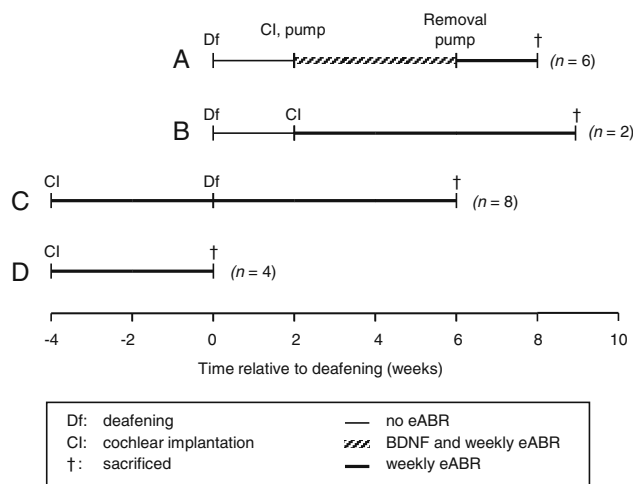 Df
CI, pump
Removal
pump
†
A
(n = 6)
Df
CI
†
B
(n = 2)
CI
Df
†
C
(n = 8)
CI
†
D
(n = 4)
-4 -2 0 2 4 6 8 10
Time relative to deafening (weeks)
Df: deafening
CI: cochlear implantation
†: sacrificed
no eABR
BDNF and weekly eABR
weekly eABR